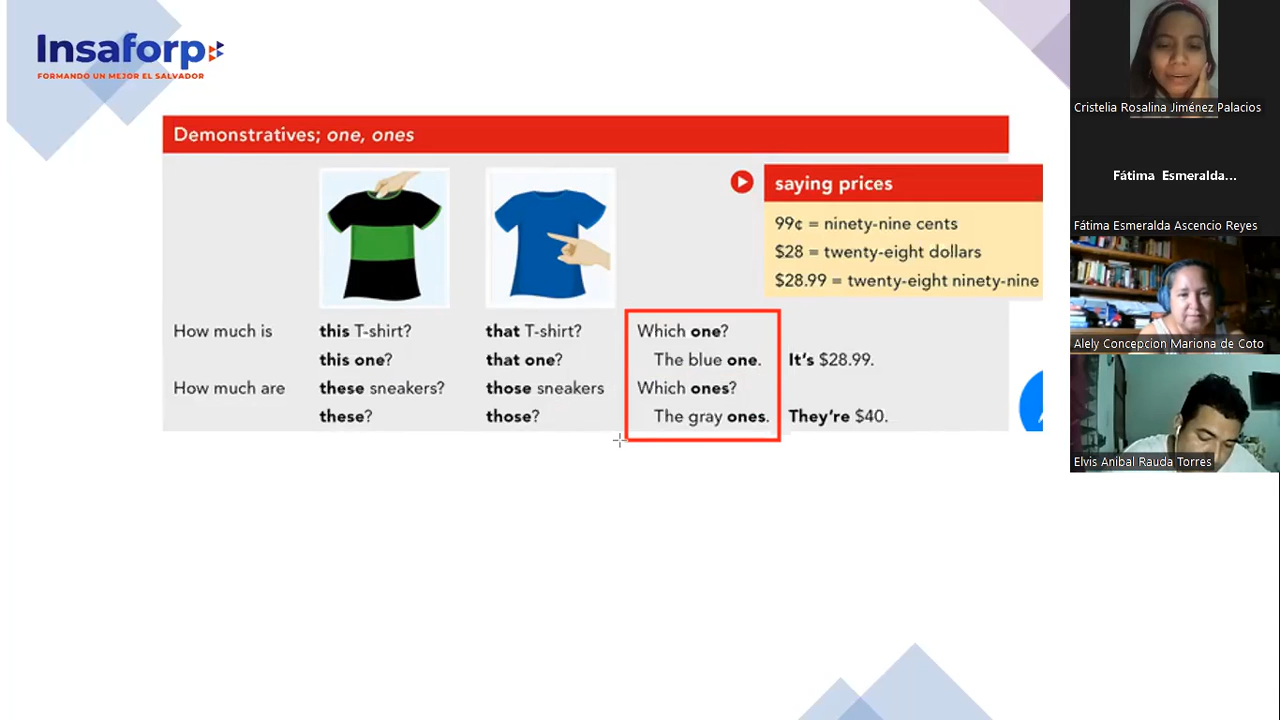 Insaforp
FORMANDO UN MEJOR EL SALVADOR
Demonstratives; one, ones
saying prices
99¢ = ninety-nine cents
$28 = twenty-eight dollars
$28.99 = twenty-eight ninety-nine
How much is this T-shirt? that T-shirt? Which one?
this one? that one? The blue one. It's $28.99.
How much are these sneakers? those sneakers Which ones?
these? those? The gray ones. They're $40.
Cristelia Rosalina Jiménez Palacios
Fátima Esmeralda...
Fátima Esmeralda Ascencio Reyes
Alely Concepcion Mariona de Coto
Elvis Aníbal Rauda Torres